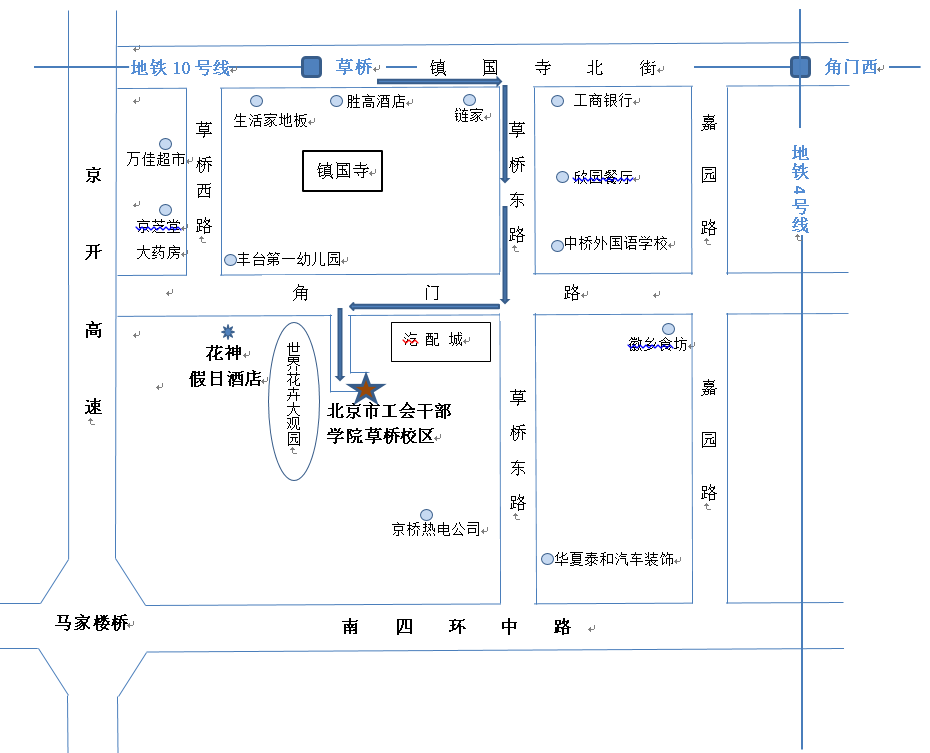 地铁 10 号线
草桥
镇国寺北街
角门西
生活家地板
胜高酒店
链家
工商银行
草桥西路
草桥东路
嘉园路
地铁4号线
万佳超市
镇国寺
欣园餐厅
京开高速
京芝堂
大药房
丰台第一幼儿园
中桥外国语学校
角门路
花神
假日酒店
世界花卉大观园
汽配城
徽乡食坊
北京市工会干部
学院草桥校区
草桥东路
嘉园路
京桥热电公司
华夏泰和汽车装饰
马家楼桥
南四环中路